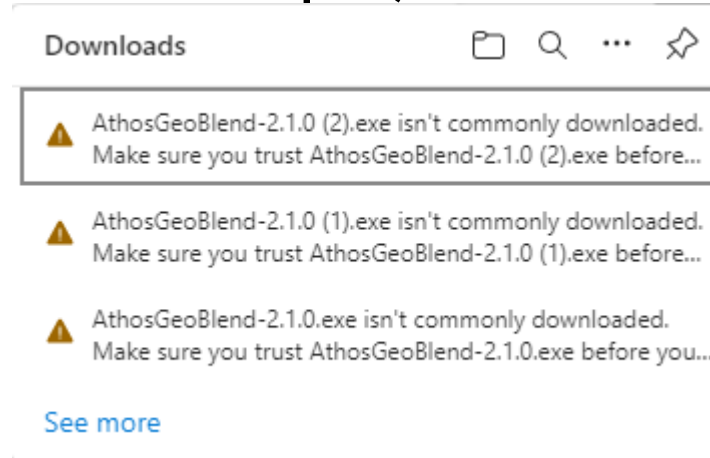 Downloads
AthosGeoBlend-2.1.0 (2).exe isn't commonly downloaded.
Make sure you trust AthosGeoBlend-2.1.0 (2).exe before...
AthosGeoBlend-2.1.0 (1).exe isn't commonly downloaded.
Make sure you trust AthosGeoBlend-2.1.0 (1).exe before...
AthosGeoBlend-2.1.0.exe isn't commonly downloaded.
Make sure you trust AthosGeoBlend-2.1.0.exe before you...
See more